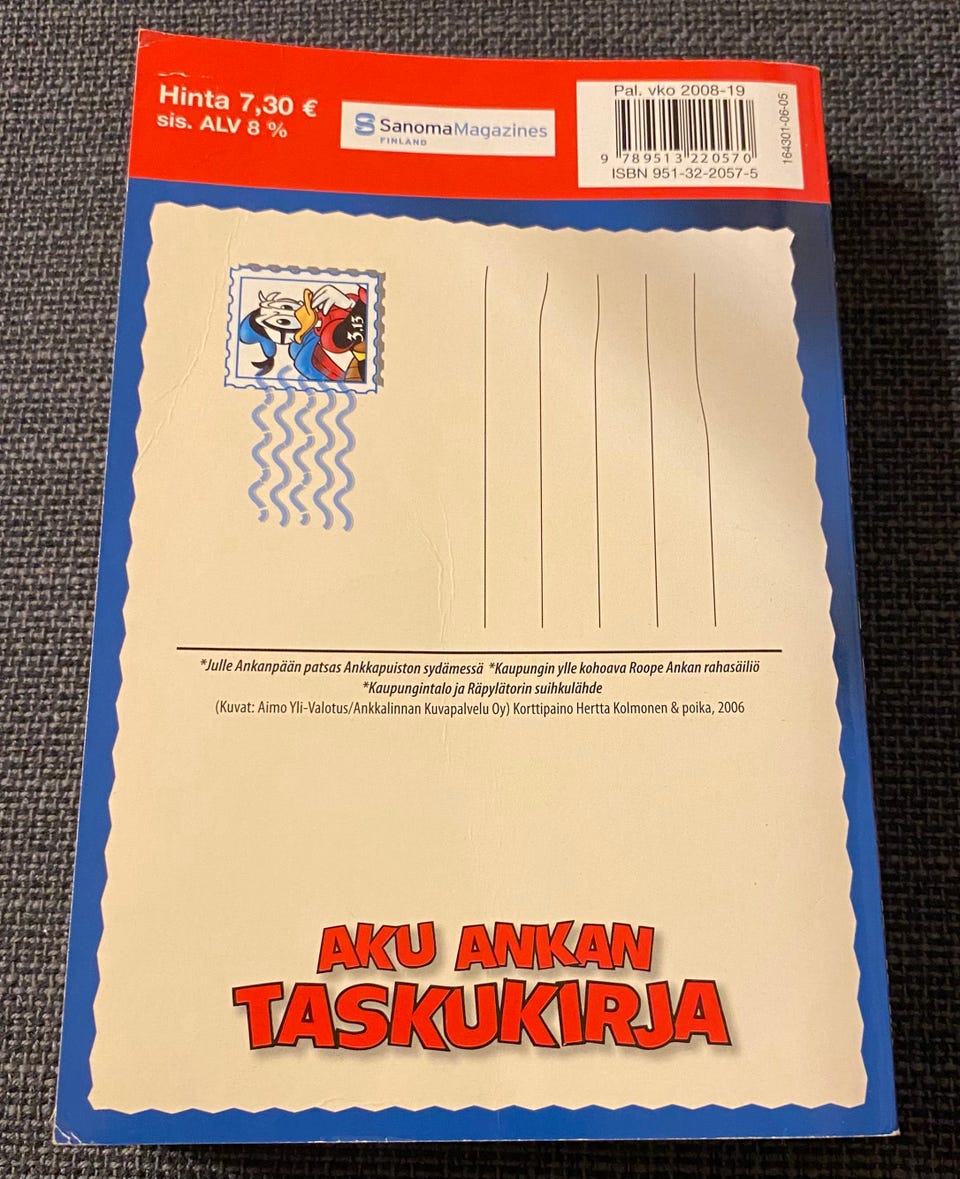 Hinta 7,30 €
sis. ALV 8 %
SanomaMagazines
FINLAND
Pal. vko 2008-19
9 789513 220570
ISBN 951-32-2057-5
164301-06-05
3.13
*Julle Ankanpään patsas Ankkapuiston sydämessä *Kaupungin ylle kohoava Roope Ankan rahasäiliö
*Kaupungintalo ja Räpylätorin suihkulähde
(Kuvat: Aimo Yli-Valotus/Ankkalinnan Kuvapalvelu Oy) Korttipaino Hertta Kolmonen & poika, 2006
AKU ANKAN
TASKUKIRJA